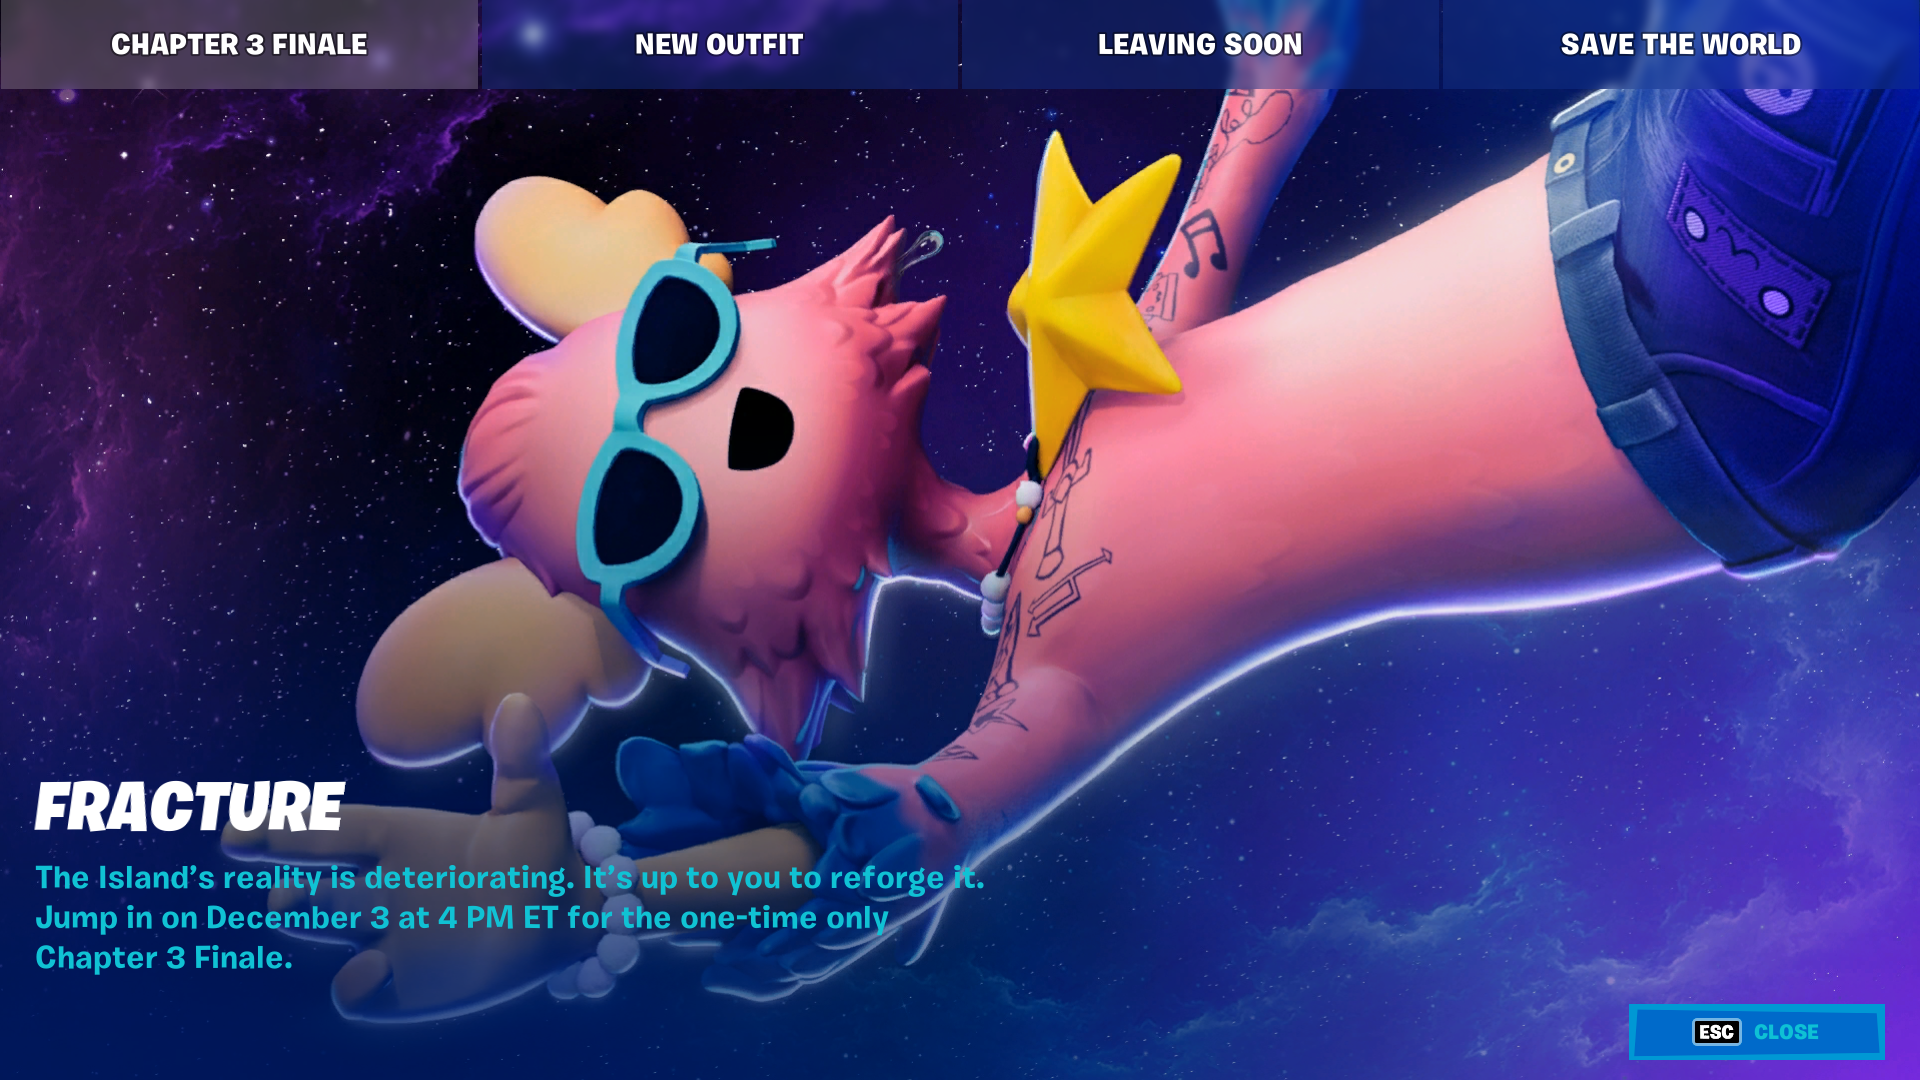 CHAPTER 3 FINALE
NEW OUTFIT
LEAVING SOON
SAVE THE WORLD
FRACTURE
The Island’s reality is deteriorating. It’s up to you to reforge it.
Jump in on December 3 at 4 PM ET for the one-time only
Chapter 3 Finale.
ESC CLOSE